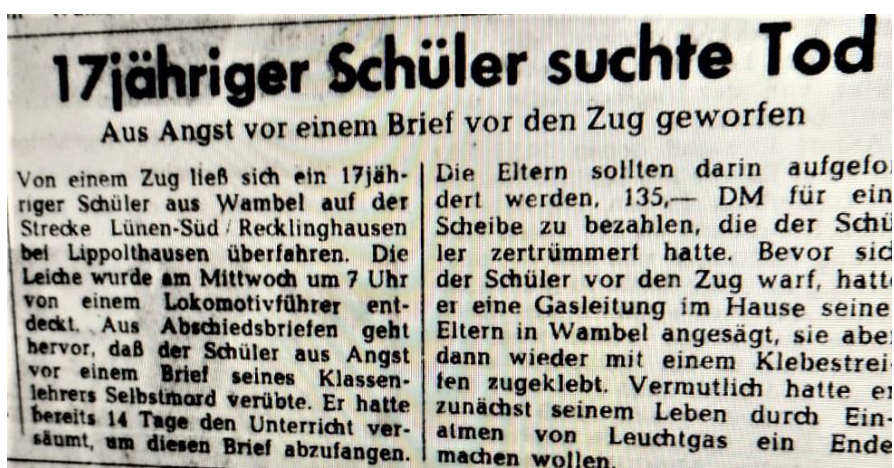 17jähriger Schüler suchte Tod
Aus Angst vor einem Brief vor den Zug geworfen
Von einem Zug ließ sich ein 17jäh-
riger Schüler aus Wambel auf der
Strecke Lünen-Süd / Recklinghausen
bei Lippolthausen überfahren. Die
Leiche wurde am Mittwoch um 7 Uhr
von einem Lokomotivführer ent-
deckt. Aus Abschiedsbriefen geht
hervor, daß der Schüler aus Angst
vor einem Brief seines Klassen-
lehrers Selbstmord verübte. Er hatte
bereits 14 Tage den Unterricht ver-
säumt, um diesen Brief abzufangen.
Die Eltern sollten darin aufgefor
dert werden, 135,— DM für ein
Scheibe zu bezahlen, die der Schü
ler zertrümmert hatte. Bevor sic
der Schüler vor den Zug warf, hatt
er eine Gasleitung im Hause seine
Eltern in Wambel angesägt, sie abe
dann wieder mit einem Klebestrei-
fen zugeklebt. Vermutlich hatte er
zunächst seinem Leben durch Ein-
atmen von Leuchtgas ein Ende
machen wollen.